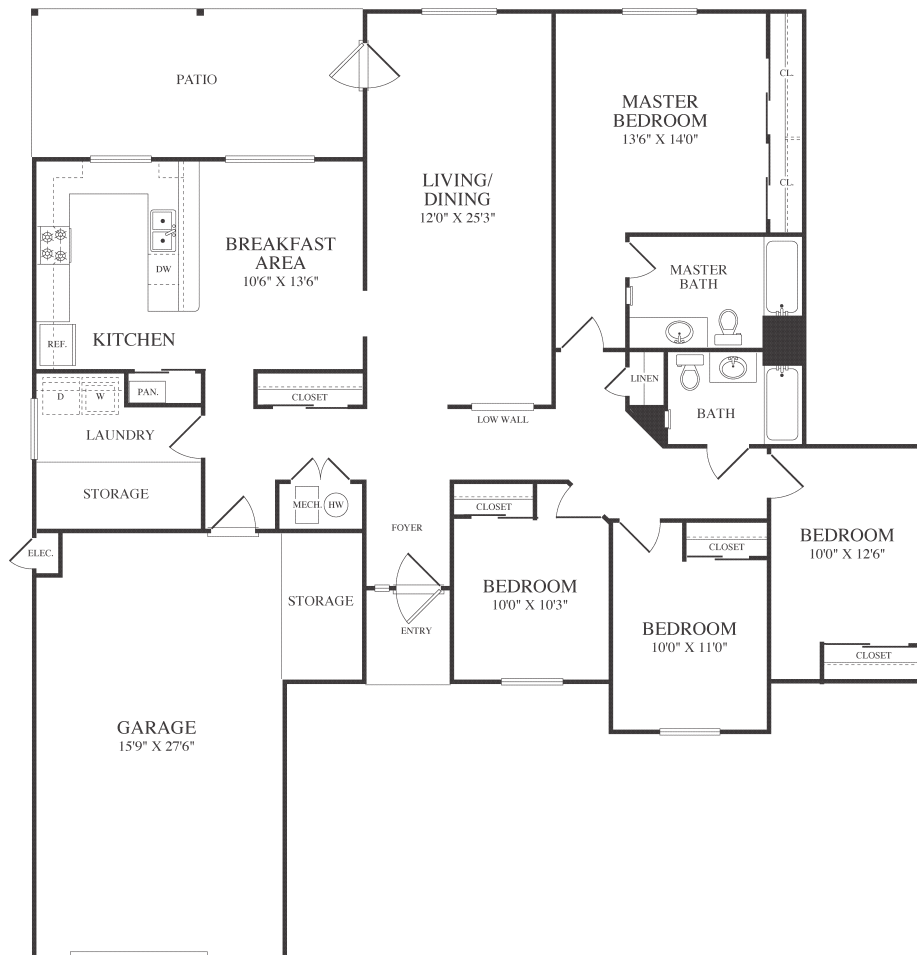 PATIO
CL.
MASTER
BEDROOM
13'6" X 14'0"
LIVING/
DINING
12'0" X 25'3"
CL.
BREAKFAST
AREA
10'6" X 13'6"
DW
MASTER
BATH
KITCHEN
REF.
D
W
PAN.
CLOSET
LINEN
BATH
LOW WALL
LAUNDRY
STORAGE
MECH.
HW
CLOSET
FOYER
ELEC.
CLOSET
BEDROOM
10'0" X 12'6"
STORAGE
BEDROOM
10'0" X 10'3"
ENTRY
BEDROOM
10'0" X 11'0"
CLOSET
GARAGE
15'9" X 27'6"